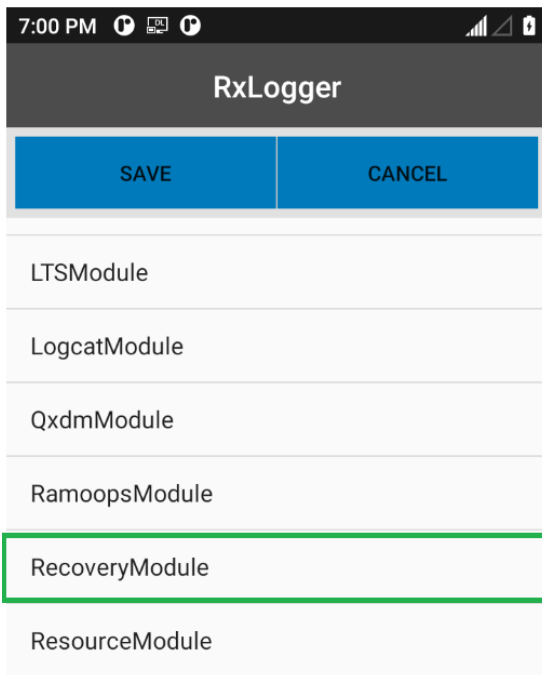 7:00 PM
RxLogger
SAVE CANCEL
LTSModule
LogcatModule
QxdmModule
RamoopsModule
RecoveryModule
ResourceModule